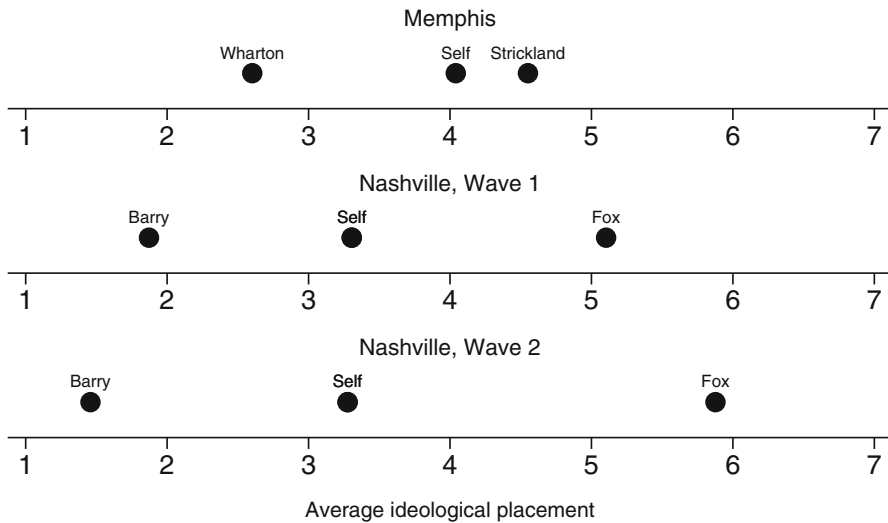 Memphis
Wharton Self Strickland
1 2 3 4 5 6 7
Nashville, Wave 1
Barry Self Fox
1 2 3 4 5 6 7
Nashville, Wave 2
Barry Self Fox
1 2 3 4 5 6 7
Average ideological placement